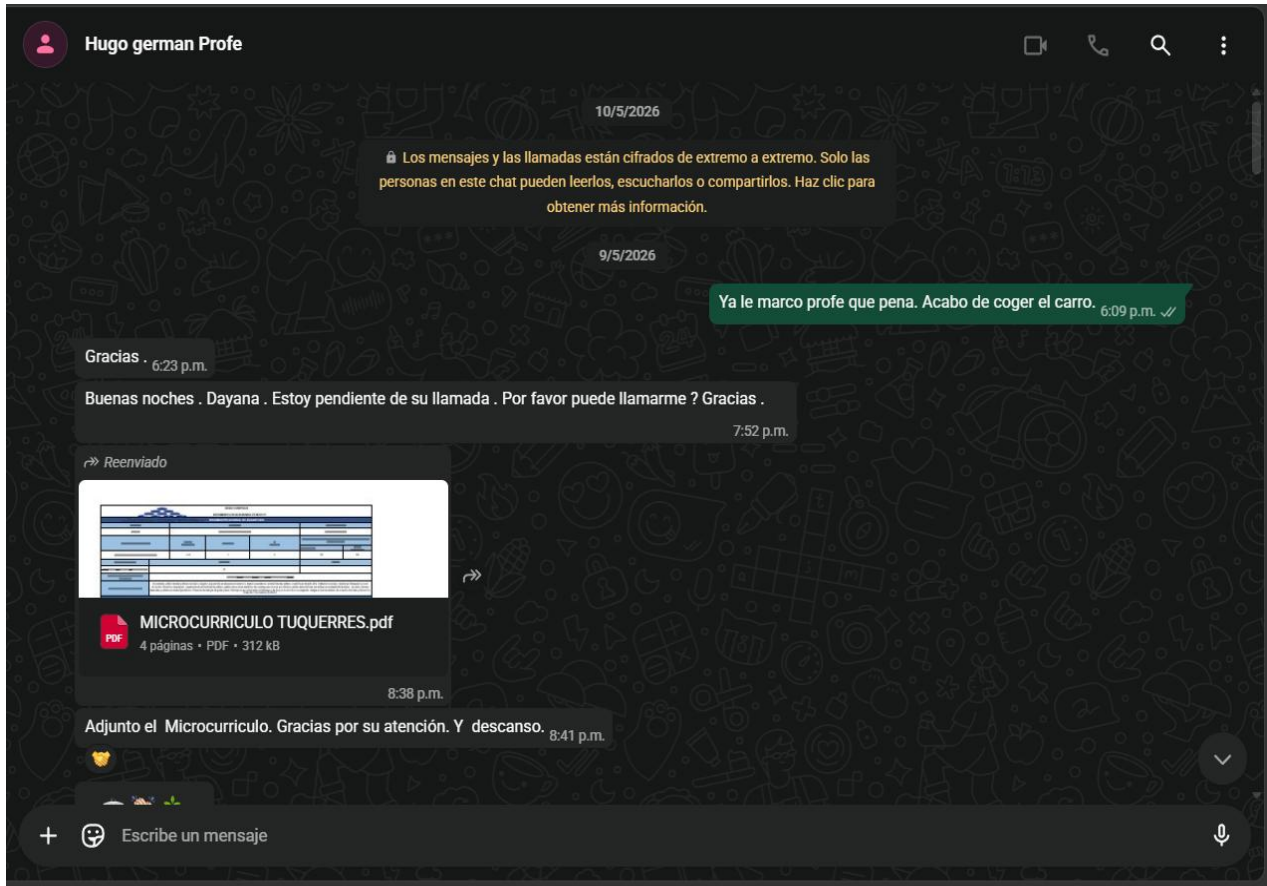 Hugo german Profe
10/5/2026
Los mensajes y las llamadas están cifrados de extremo a extremo. Solo las
personas en este chat pueden leerlos, escucharlos o compartirlos. Haz clic para
obtener más información.
9/5/2026
Ya le marco profe que pena. Acabo de coger el carro. 6:09 p.m.
Gracias . 6:23 p.m.
Buenas noches . Dayana . Estoy pendiente de su llamada . Por favor puede llamarme ? Gracias .
7:52 p.m.
Reenviado
PDF MICROCURRICULO TUQUERRES.pdf
4 páginas • PDF • 312 kB
8:38 p.m.
Adjunto el Microcurriculo. Gracias por su atención. Y descanso. 8:41 p.m.
Escribe un mensaje